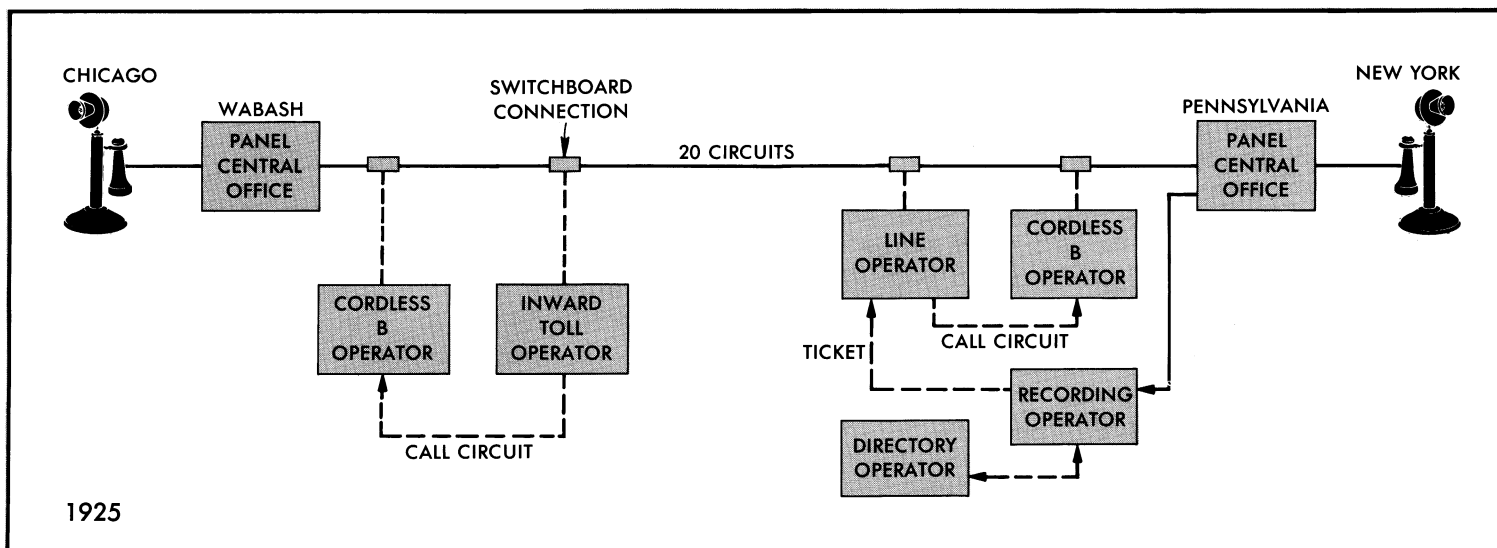 CHICAGO
WABASH
PANEL
CENTRAL
OFFICE
SWITCHBOARD
CONNECTION
20 CIRCUITS
NEW YORK
PENNSYLVANIA
PANEL
CENTRAL
OFFICE
CORDLESS
B
OPERATOR
INWARD
TOLL
OPERATOR
CALL CIRCUIT
LINE
OPERATOR
CORDLESS
B
OPERATOR
CALL CIRCUIT
TICKET
RECORDING
OPERATOR
DIRECTORY
OPERATOR
1925